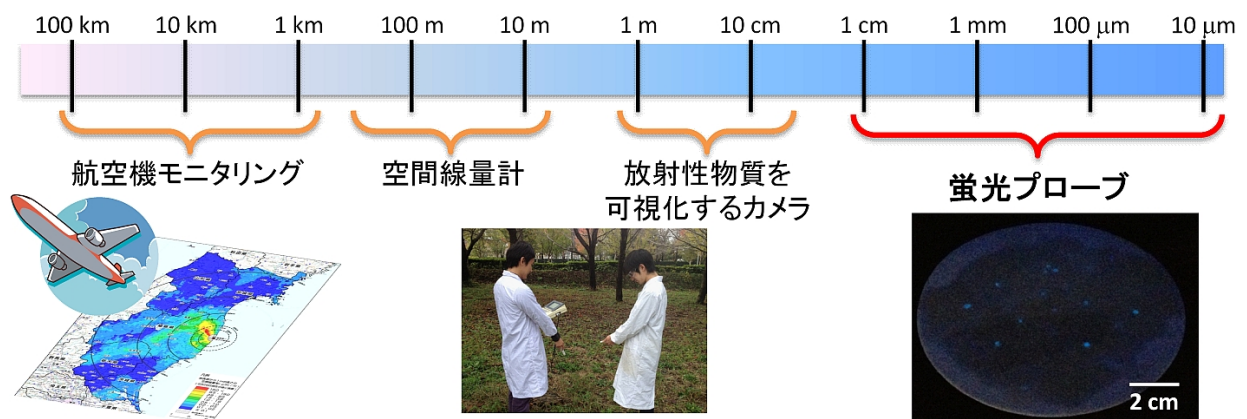 100 km 10 km 1 km 100 m 10 m 1 m 10 cm 1 cm 1 mm 100 μm 10 μm
航空機モニタリング
空間線量計
放射性物質を
可視化するカメラ
蛍光プローブ
2 cm